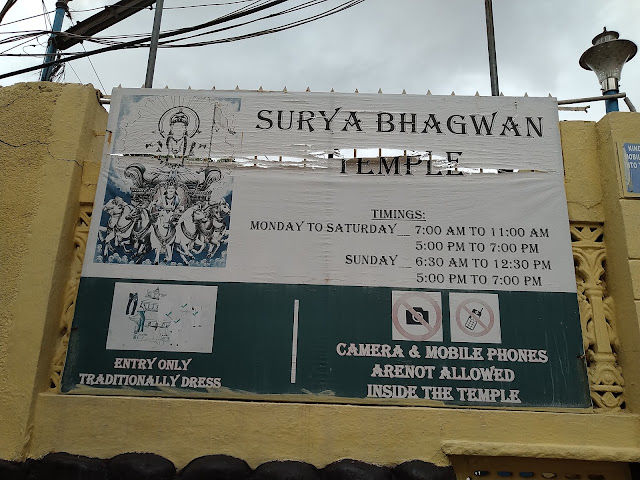 SURYA BHAGWAN
TEMPLE
TIMINGS:
MONDAY TO SATURDAY __ 7:00 AM TO 11:00 AM
5:00 PM TO 7:00 PM
SUNDAY __ 6:30 AM TO 12:30 PM
5:00 PM TO 7:00 PM
ENTRY ONLY
TRADITIONALLY DRESS
CAMERA & MOBILE PHONES
ARENOT ALLOWED
INSIDE THE TEMPLE